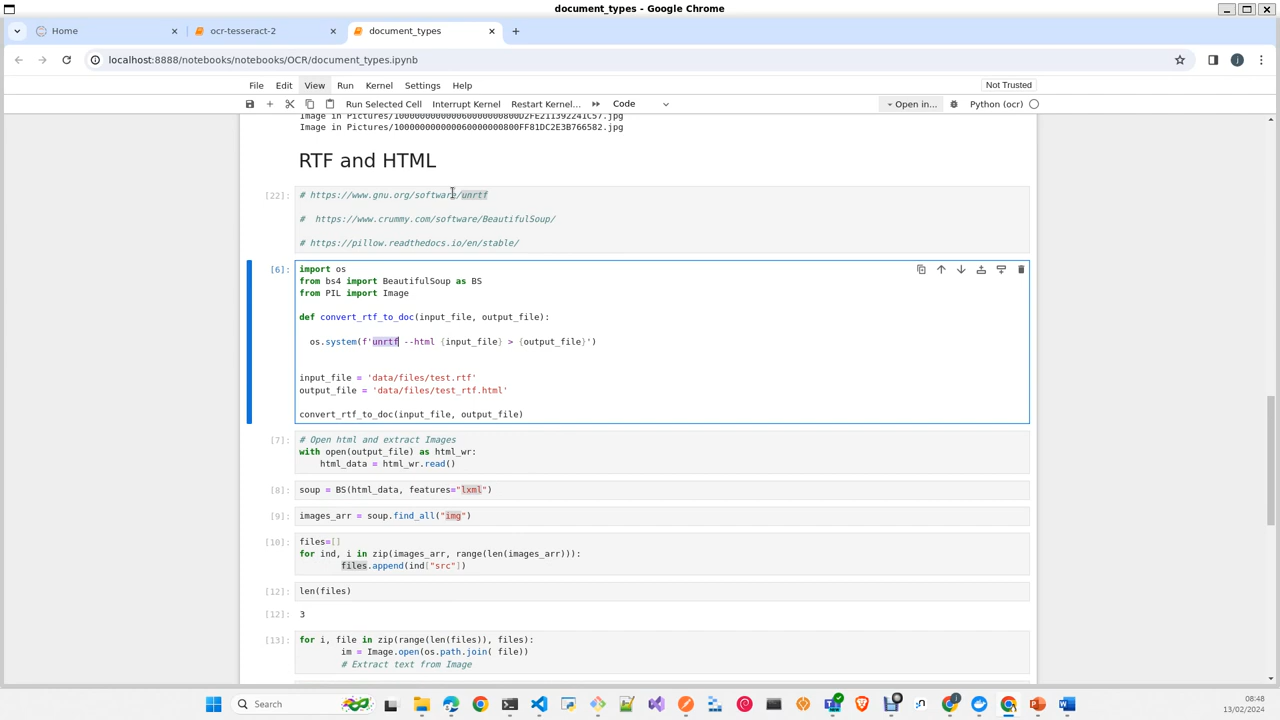 document_types - Google Chrome
Home
ocr-tesseract-2
document_types
localhost:8888/notebooks/notebooks/OCR/document_types.ipynb
j
File Edit View Run Kernel Settings Help
Not Trusted
Run Selected Cell Interrupt Kernel Restart Kernel... Code
Open in... Python (ocr)
Image in Pictures/10000000000006000000800FF81DC2E3B766582.jpg
RTF and HTML
[22]: # https://www.gnu.org/software/unrtf
# https://www.crummy.com/software/BeautifulSoup/
# https://pillow.readthedocs.io/en/stable/
[6]: import os
from bs4 import BeautifulSoup as BS
from PIL import Image
def convert_rtf_to_doc(input_file, output_file):
os.system(f'unrtf --html {input_file} > {output_file}')
input_file = 'data/files/test.rtf'
output_file = 'data/files/test_rtf.html'
convert_rtf_to_doc(input_file, output_file)
[7]: # Open html and extract Images
with open(output_file) as html_wr:
html_data = html_wr.read()
[8]: soup = BS(html_data, features="lxml")
[9]: images_arr = soup.find_all("img")
[10]: files=[]
for ind, i in zip(images_arr, range(len(images_arr))):
files.append(ind["src"])
[12]: len(files)
[12]: 3
[13]: for i, file in zip(range(len(files)), files):
im = Image.open(os.path.join( file))
# Extract text from Image
Search
08:48
13/02/2024